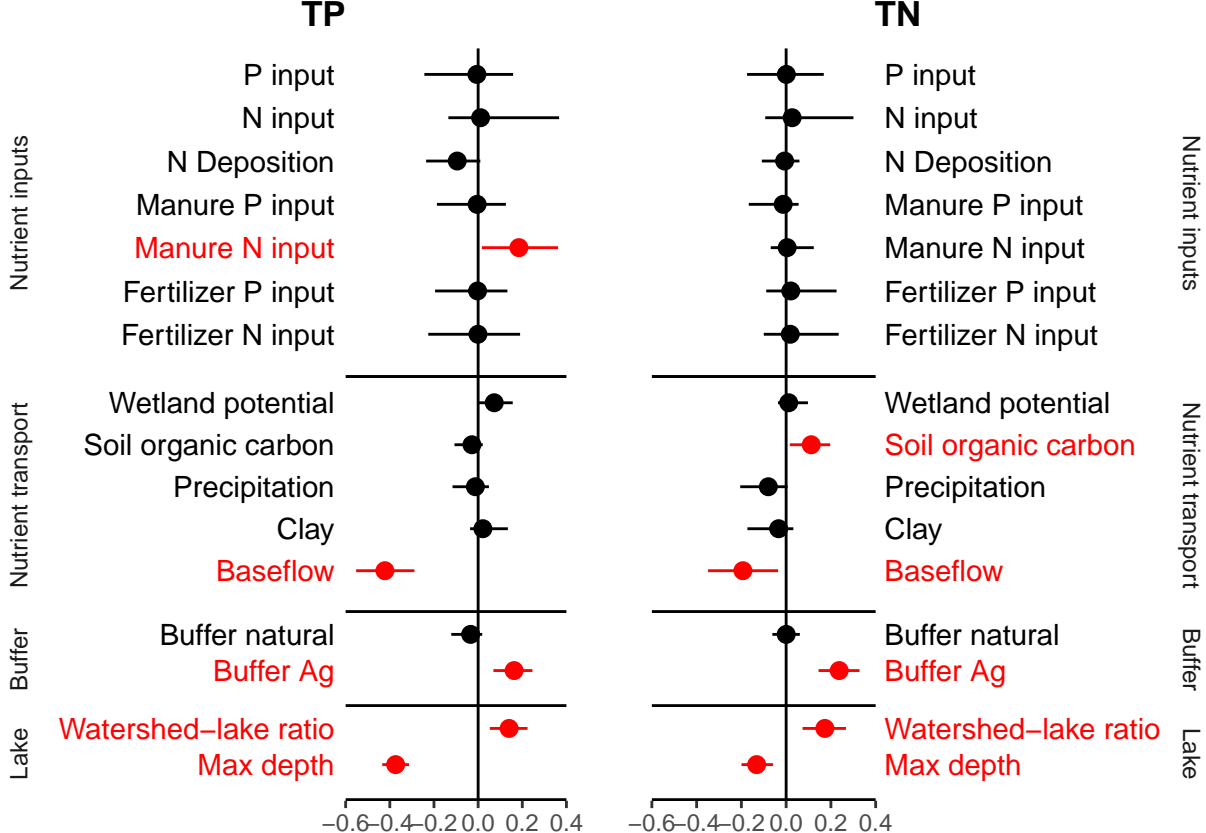 TP
TN
P input
N input
N Deposition
Manure P input
Manure N input
Fertilizer P input
Fertilizer N input
Wetland potential
Soil organic carbon
Precipitation
Clay
Baseflow
Buffer natural
Buffer Ag
Watershed−lake ratio
Max depth
Nutrient inputs
Nutrient transport
Buffer
Lake
−0.6 −0.4 −0.2 0.0 0.2 0.4
P input
N input
N Deposition
Manure P input
Manure N input
Fertilizer P input
Fertilizer N input
Wetland potential
Soil organic carbon
Precipitation
Clay
Baseflow
Buffer natural
Buffer Ag
Watershed−lake ratio
Max depth
Nutrient inputs
Nutrient transport
Buffer
Lake
−0.6 −0.4 −0.2 0.0 0.2 0.4